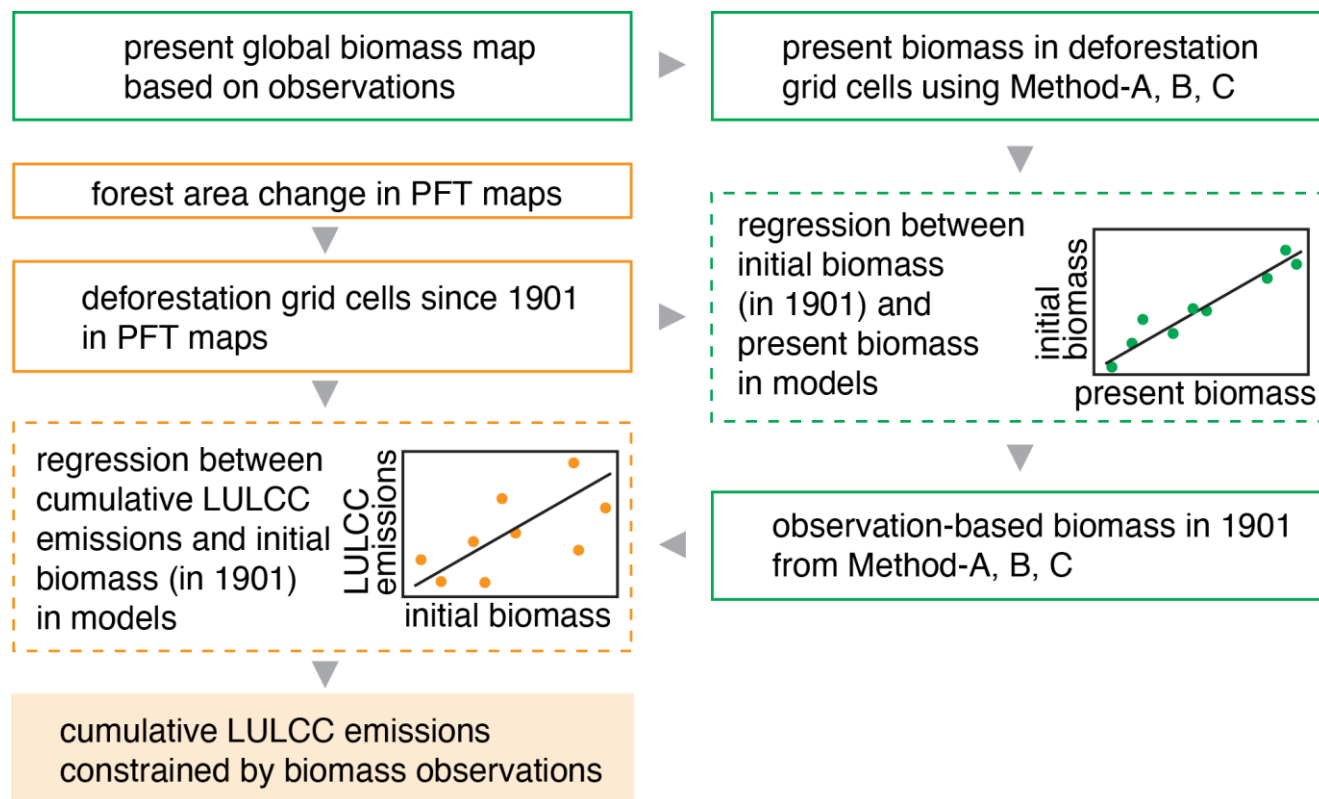 present global biomass map
based on observations
present biomass in deforestation
grid cells using Method-A, B, C
forest area change in PFT maps
deforestation grid cells since 1901
in PFT maps
regression between
initial biomass
(in 1901) and
present biomass
in models
initial
biomass
present biomass
regression between
cumulative LULCC
emissions and initial
biomass (in 1901)
in models
LULCC
emissions
initial biomass
observation-based biomass in 1901
from Method-A, B, C
cumulative LULCC emissions
constrained by biomass observations